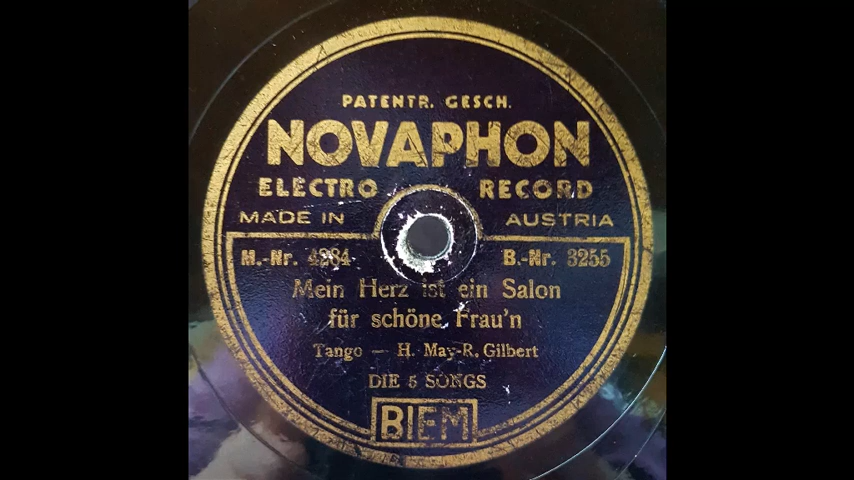 PATENTR. GESCH.
NOVAPHON
ELECTRO RECORD
MADE IN AUSTRIA
M.-Nr. 4284 B.-Nr. 3255
Mein Herz ist ein Salon
für schöne Frau'n
Tango — H. May-R. Gilbert
DIE 5 SONGS
BIEM